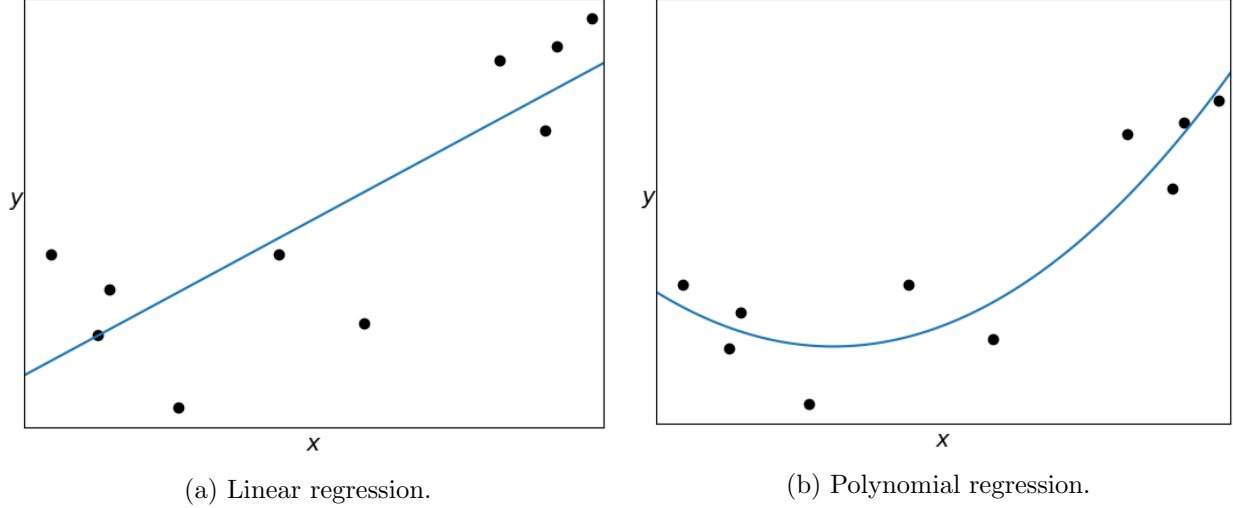 y
x
(a) Linear regression.
y
x
(b) Polynomial regression.